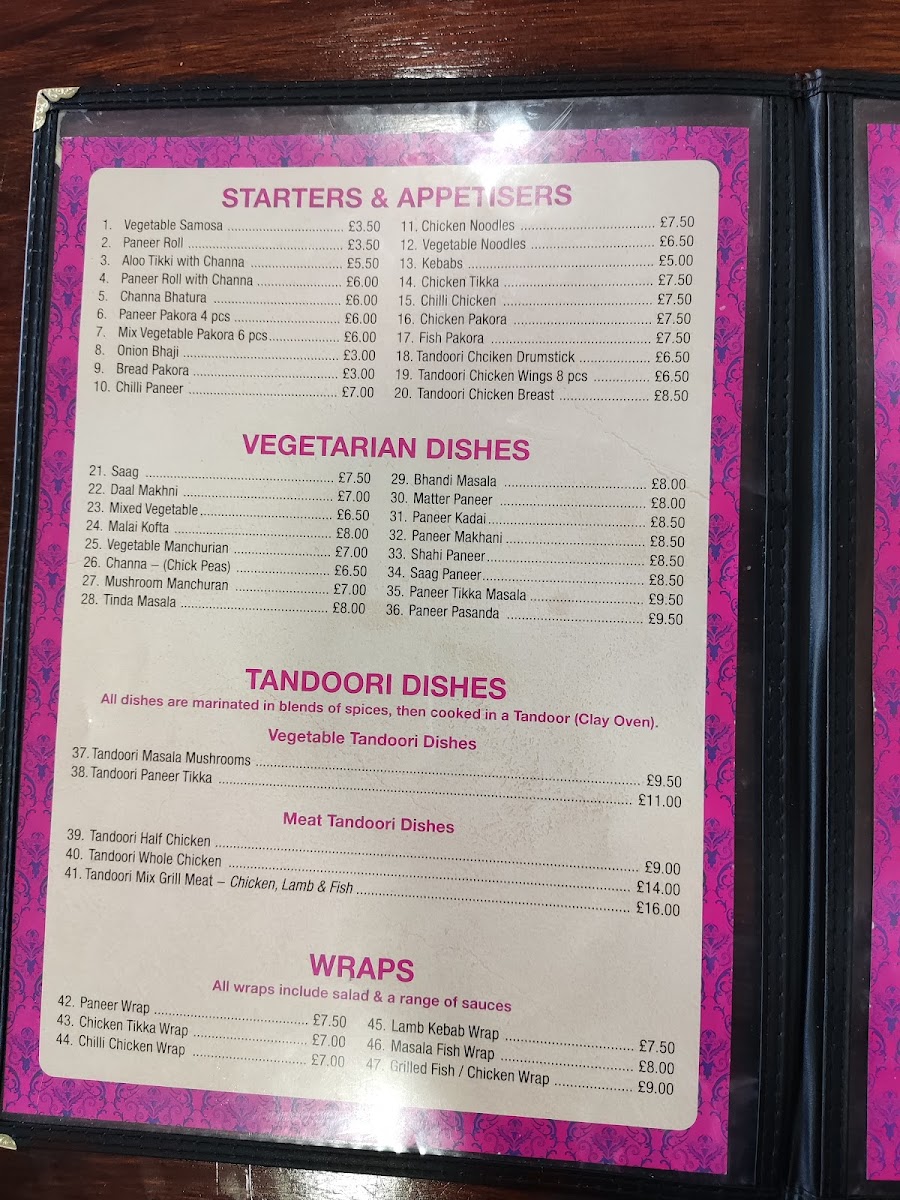 STARTERS & APPETISERS
1. Vegetable Samosa £3.50
2. Paneer Roll £3.50
3. Aloo Tikki with Channa £5.50
4. Paneer Roll with Channa £6.00
5. Channa Bhatura £6.00
6. Paneer Pakora 4 pcs £6.00
7. Mix Vegetable Pakora 6 pcs £6.00
8. Onion Bhaji £3.00
9. Bread Pakora £3.00
10. Chilli Paneer £7.00
11. Chicken Noodles £7.50
12. Vegetable Noodles £6.50
13. Kebabs £5.00
14. Chicken Tikka £7.50
15. Chilli Chicken £7.50
16. Chicken Pakora £7.50
17. Fish Pakora £7.50
18. Tandoori Chciken Drumstick £6.50
19. Tandoori Chicken Wings 8 pcs £6.50
20. Tandoori Chicken Breast £8.50
VEGETARIAN DISHES
21. Saag £7.50
22. Daal Makhni £7.00
23. Mixed Vegetable £6.50
24. Malai Kofta £8.00
25. Vegetable Manchurian £7.00
26. Channa – (Chick Peas) £6.50
27. Mushroom Manchuran £7.00
28. Tinda Masala £8.00
29. Bhandi Masala £8.00
30. Matter Paneer £8.00
31. Paneer Kadai £8.50
32. Paneer Makhani £8.50
33. Shahi Paneer £8.50
34. Saag Paneer £8.50
35. Paneer Tikka Masala £9.50
36. Paneer Pasanda £9.50
TANDOORI DISHES
All dishes are marinated in blends of spices, then cooked in a Tandoor (Clay Oven).
Vegetable Tandoori Dishes
37. Tandoori Masala Mushrooms £9.50
38. Tandoori Paneer Tikka £11.00
Meat Tandoori Dishes
39. Tandoori Half Chicken £9.00
40. Tandoori Whole Chicken £14.00
41. Tandoori Mix Grill Meat – Chicken, Lamb & Fish £16.00
WRAPS
All wraps include salad & a range of sauces
42. Paneer Wrap £7.50
43. Chicken Tikka Wrap £7.00
44. Chilli Chicken Wrap £7.00
45. Lamb Kebab Wrap £7.50
46. Masala Fish Wrap £8.00
47. Grilled Fish / Chicken Wrap £9.00